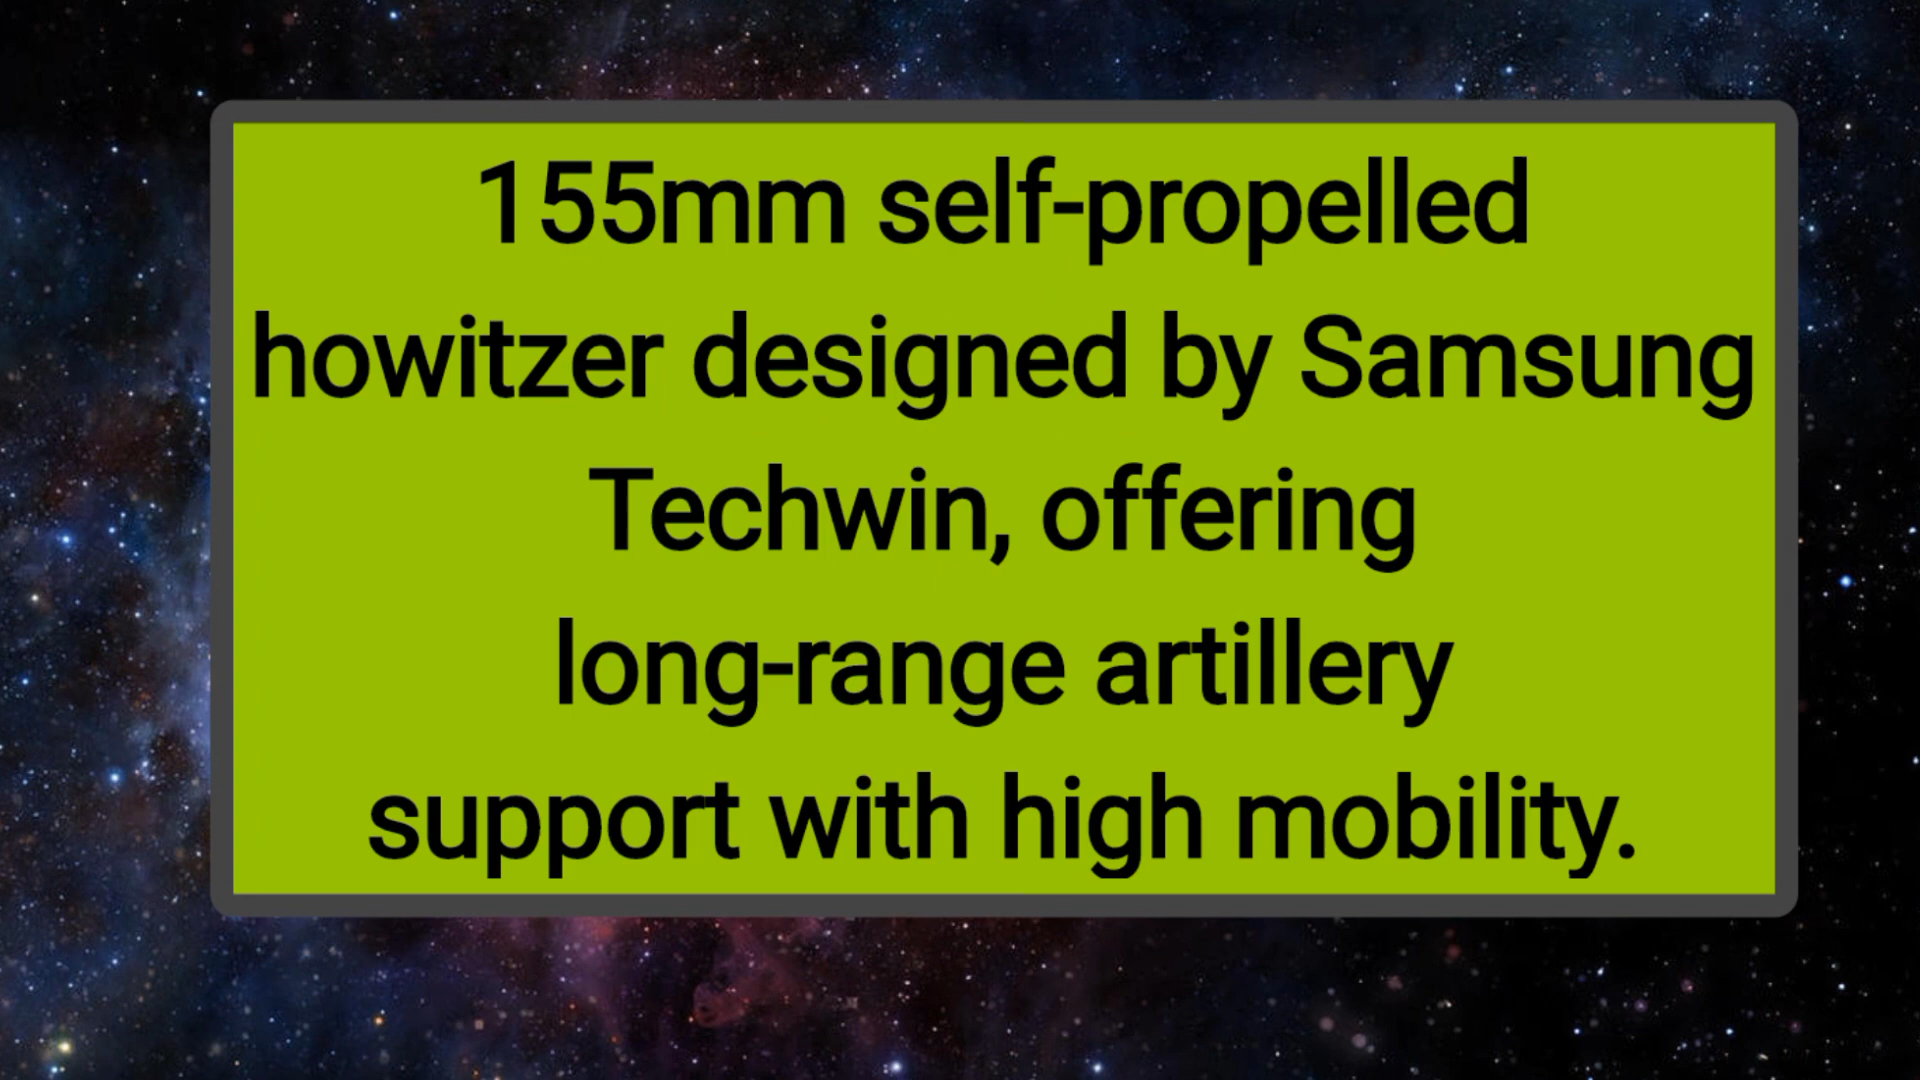 155mm self-propelled
howitzer designed by Samsung
Techwin, offering
long-range artillery
support with high mobility.